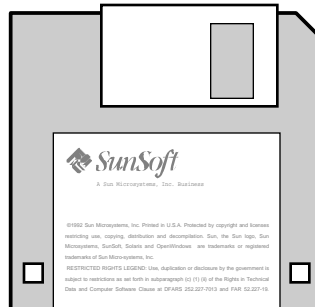 SunSoft
A Sun Microsystems, Inc. Business
©1992 Sun Microsystems, Inc. Printed in U.S.A. Protected by copyright and licenses
restricting use, copying, distribution and decompilation. Sun, the Sun logo, Sun
Microsystems, SunSoft, Solaris and OpenWindows are trademarks or registered
trademarks of Sun Micro-systems, Inc.
RESTRICTED RIGHTS LEGEND: Use, duplication or disclosure by the government is
subject to restrictions as set forth in subparagraph (c) (1) (ii) of the Rights in Technical
Data and Computer Software Clause at DFARS 252.227-7013 and FAR 52.227-19.